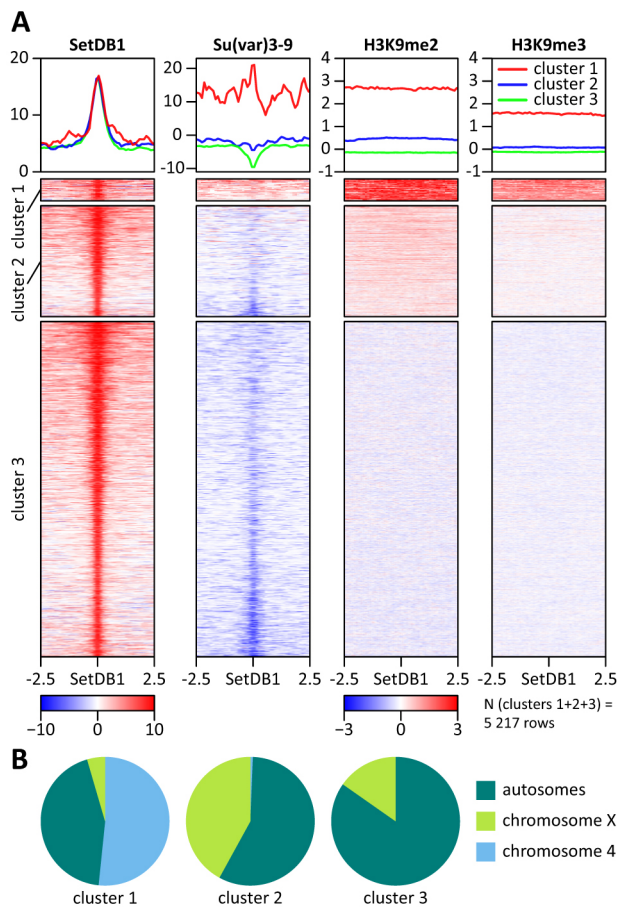 A
SetDB1 Su(var)3-9 H3K9me2 H3K9me3
20
10
0
20
10
0
-10
4
3
2
1
0
-1
4
3
2
1
0
-1
cluster 1
cluster 2
cluster 3
cluster 1
cluster 2
cluster 3
-2.5 SetDB1 2.5 -2.5 SetDB1 2.5 -2.5 SetDB1 2.5 -2.5 SetDB1 2.5
−10 0 10
−3 0 3
N (clusters 1+2+3) =
5 217 rows
B
autosomes
chromosome X
chromosome 4
cluster 1 cluster 2 cluster 3